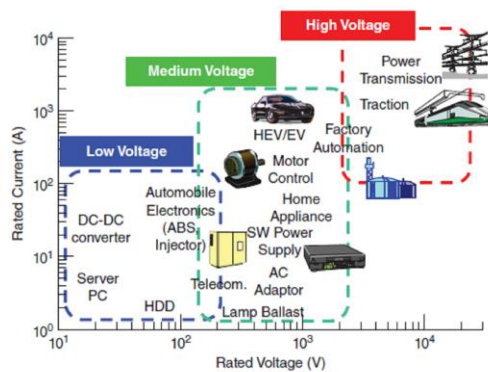 High Voltage
Medium Voltage
Low Voltage
Power
Transmission
Traction
HEV/EV
Factory
Automation
Motor
Control
Automobile
Electronics
(ABS,
Injector)
DC-DC
converter
Home
Appliance
SW Power
Supply
Server
PC
HDD
Telecom.
AC
Adaptor
Lamp Ballast
Rated Current (A)
10⁴
10³
10²
10¹
10⁰
10¹
10²
10³
10⁴
Rated Voltage (V)